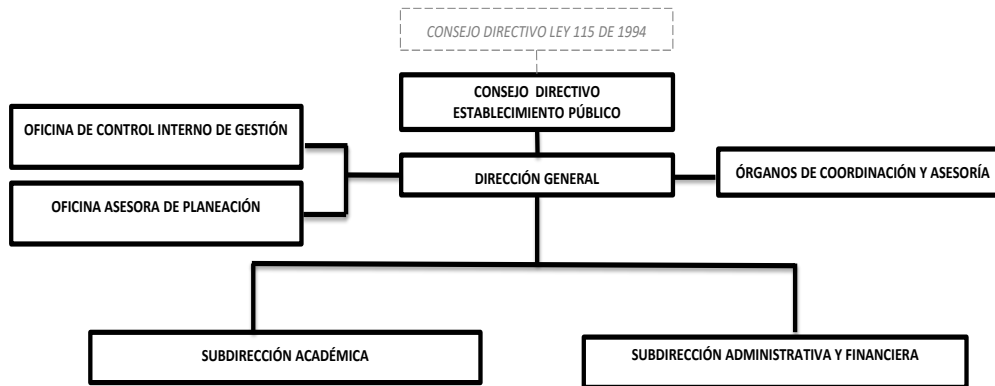 CONSEJO DIRECTIVO LEY 115 DE 1994
CONSEJO DIRECTIVO
ESTABLECIMIENTO PÚBLICO
OFICINA DE CONTROL INTERNO DE GESTIÓN
DIRECCIÓN GENERAL
ÓRGANOS DE COORDINACIÓN Y ASESORÍA
OFICINA ASESORA DE PLANEACIÓN
SUBDIRECCIÓN ACADÉMICA
SUBDIRECCIÓN ADMINISTRATIVA Y FINANCIERA